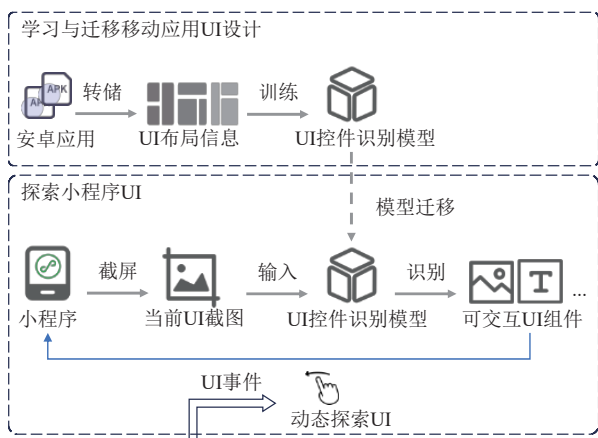 学习与迁移移动应用UI设计
APK
转储
训练
安卓应用
UI布局信息
UI控件识别模型
探索小程序UI
模型迁移
截屏
输入
识别
T
...
小程序
当前UI截图
UI控件识别模型
可交互UI组件
UI事件
动态探索UI